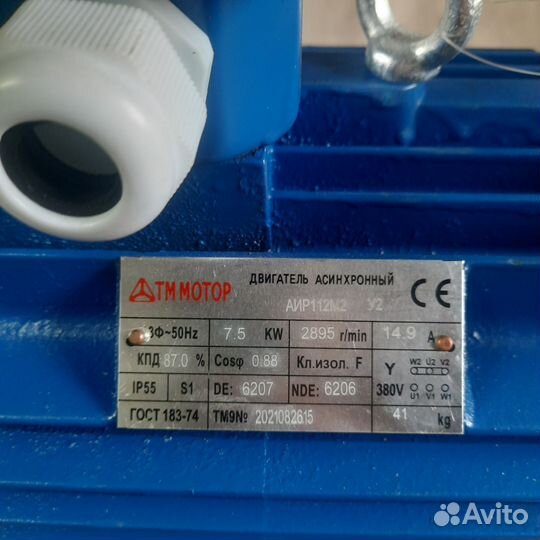 ТМ МОТОР ДВИГАТЕЛЬ АСИНХРОННЫЙ
АИР112М2 У2 CE
3Ф~50Hz 7.5 KW 2895 r/min 14.9 A
КПД 87.0 % Cosφ 0.88 Кл.изол. F Y W2 U2 V2
IP55 S1 DE: 6207 NDE: 6206 380V U1 V1 W1
ГОСТ 183-74 ТМ9№ 2021082615 41 kg
Avito